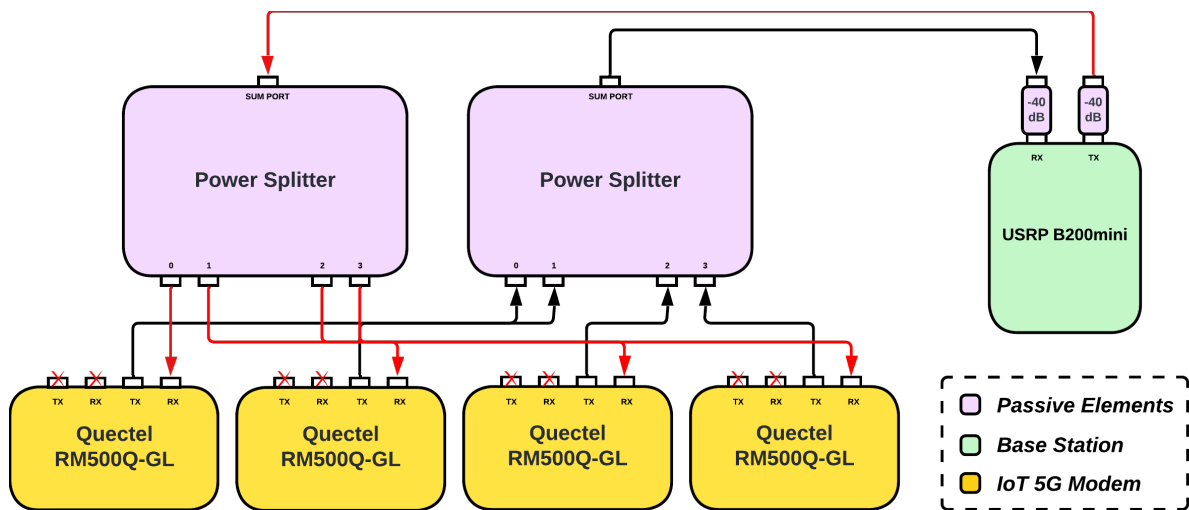 SUM PORT
Power Splitter
0 1 2 3
SUM PORT
Power Splitter
0 1 2 3
-40
dB
-40
dB
RX TX
USRP B200mini
TX RX TX RX
Quectel
RM500Q-GL
TX RX TX RX
Quectel
RM500Q-GL
TX RX TX RX
Quectel
RM500Q-GL
TX RX TX RX
Quectel
RM500Q-GL
Passive Elements
Base Station
IoT 5G Modem